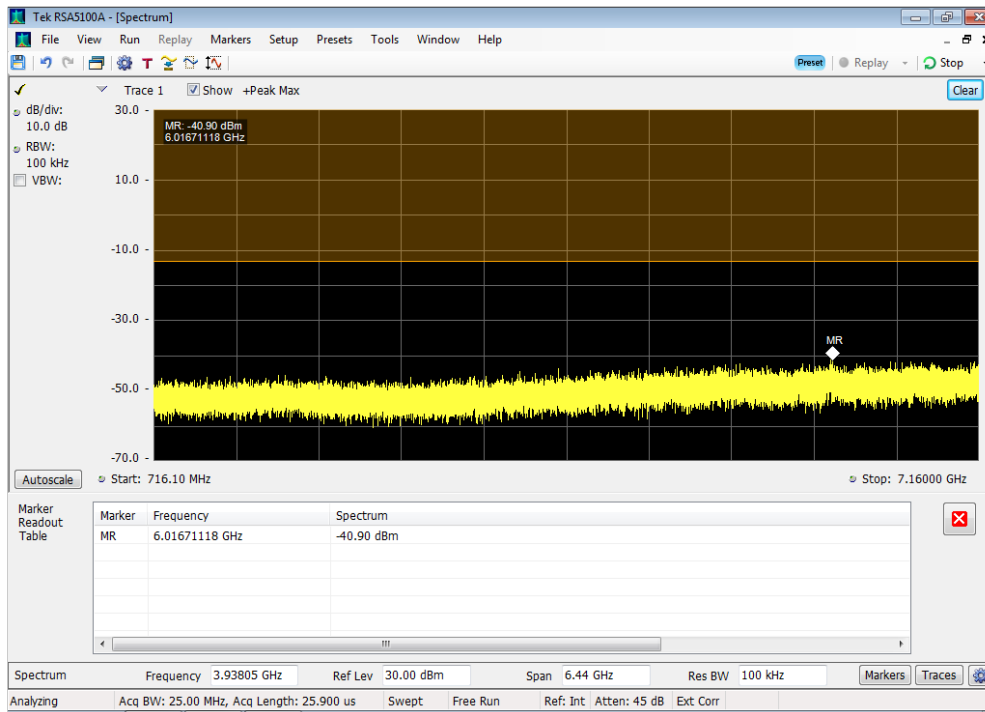 Tek RSA5100A - [Spectrum]
File View Run Replay Markers Setup Presets Tools Window Help
T Preset Replay Stop
Trace 1 Show +Peak Max Clear
dB/div:
10.0 dB
RBW:
100 kHz
VBW:
30.0
10.0
-10.0
-30.0
-50.0
-70.0
MR: -40.90 dBm
6.01671118 GHz
MR
Autoscale Start: 716.10 MHz Stop: 7.16000 GHz
Marker
Readout
Table
Marker Frequency Spectrum
MR 6.01671118 GHz -40.90 dBm
Spectrum Frequency 3.93805 GHz Ref Lev 30.00 dBm Span 6.44 GHz Res BW 100 kHz Markers Traces
Analyzing Acq BW: 25.00 MHz, Acq Length: 25.900 us Swept Free Run Ref: Int Atten: 45 dB Ext Corr